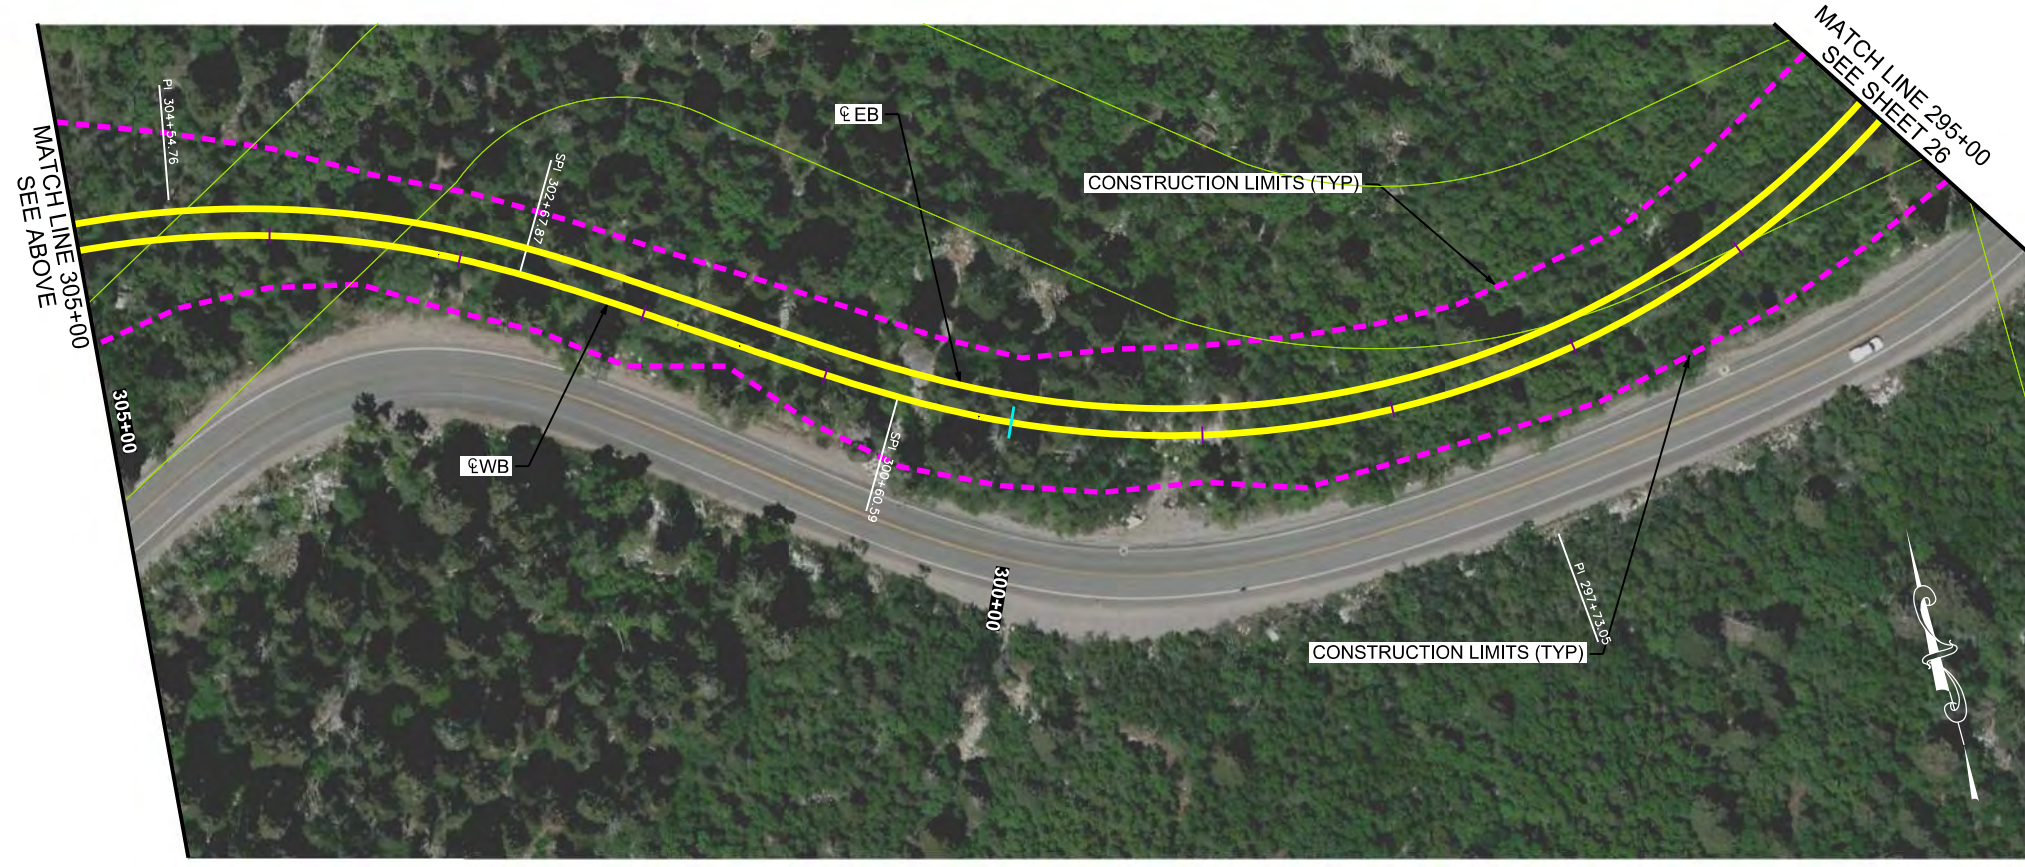 MATCH LINE 295+00
SEE SHEET 26
PI 304+54.76
℄ EB
MATCH LINE 305+00
SEE ABOVE
SPI 302+67.87
CONSTRUCTION LIMITS (TYP)
305+00
℄ WB
SPI 300+60.59
300+00
PI 297+73.05
CONSTRUCTION LIMITS (TYP)